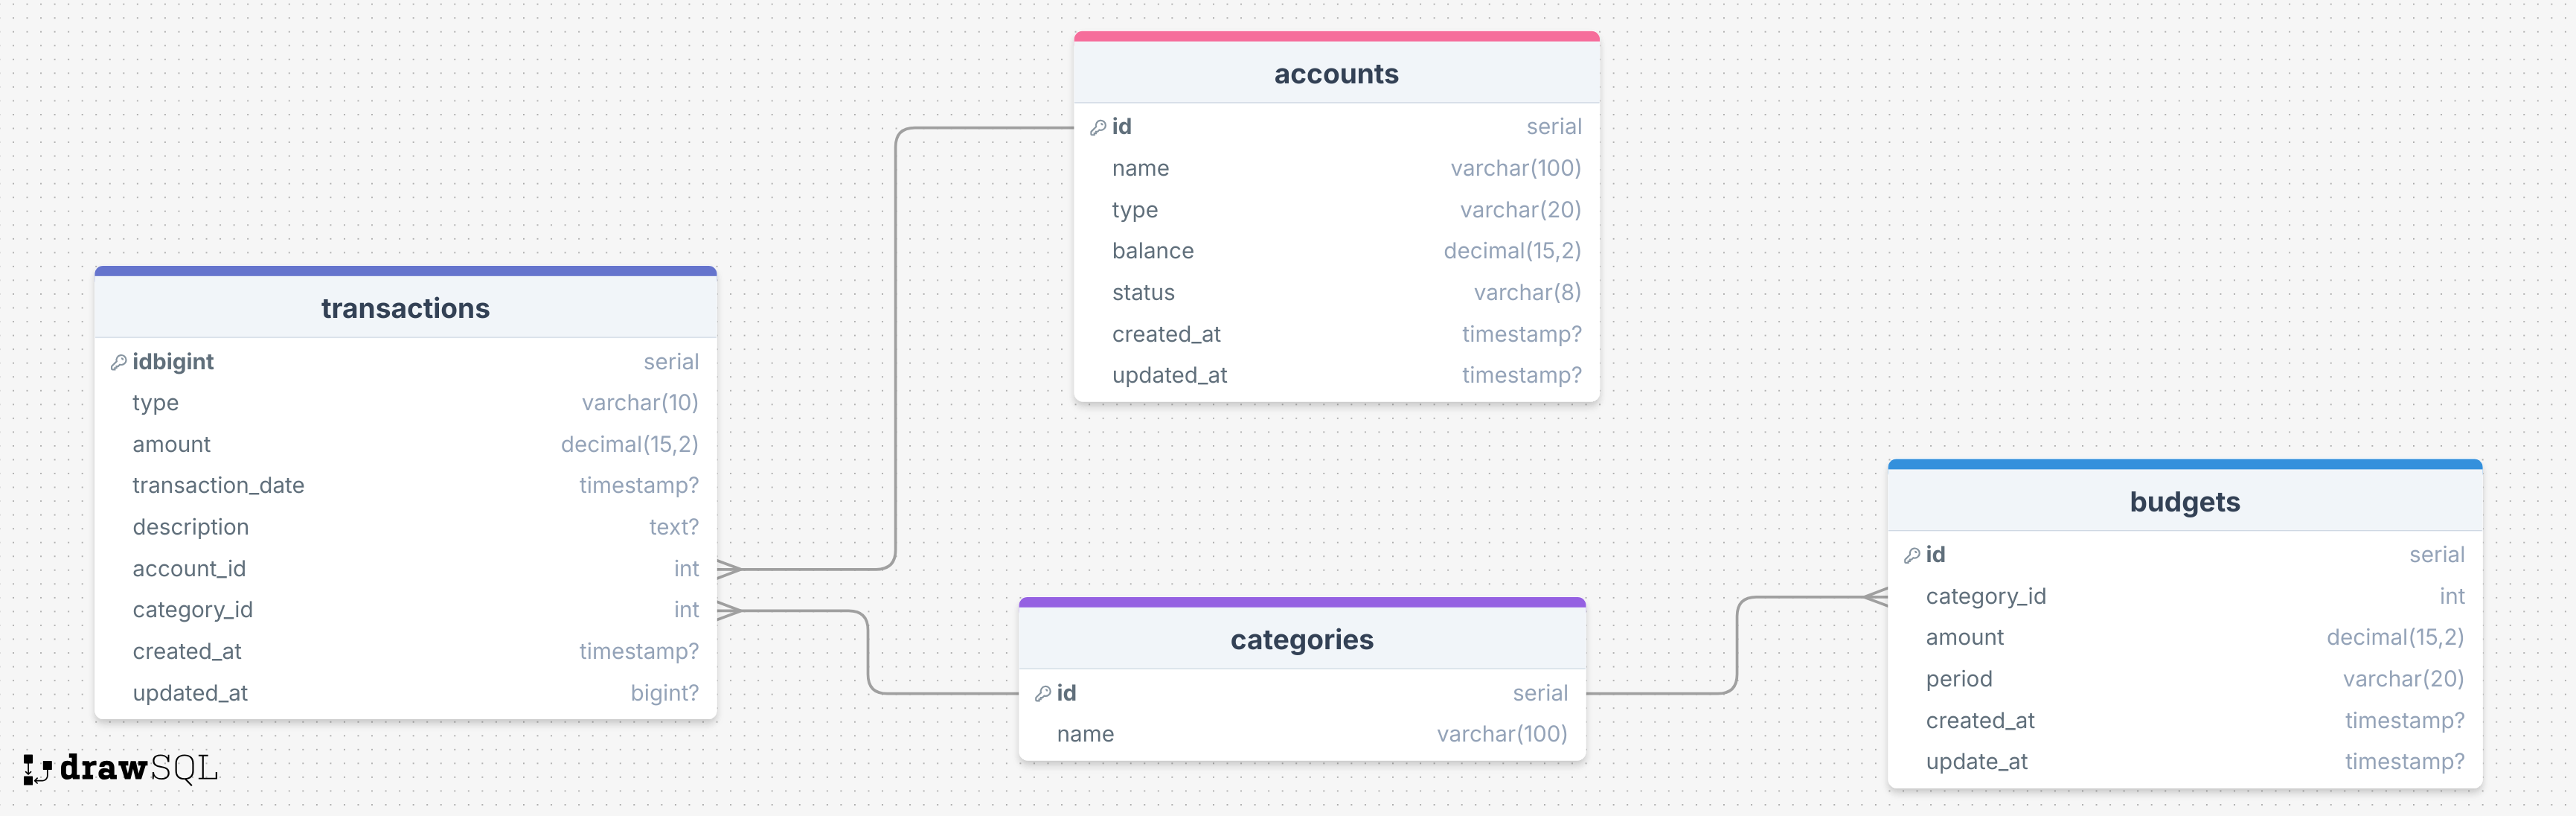 accounts
id serial
name varchar(100)
type varchar(20)
balance decimal(15,2)
status varchar(8)
created_at timestamp?
updated_at timestamp?
transactions
idbigint serial
type varchar(10)
amount decimal(15,2)
transaction_date timestamp?
description text?
account_id int
category_id int
created_at timestamp?
updated_at bigint?
categories
id serial
name varchar(100)
budgets
id serial
category_id int
amount decimal(15,2)
period varchar(20)
created_at timestamp?
update_at timestamp?
drawSQL